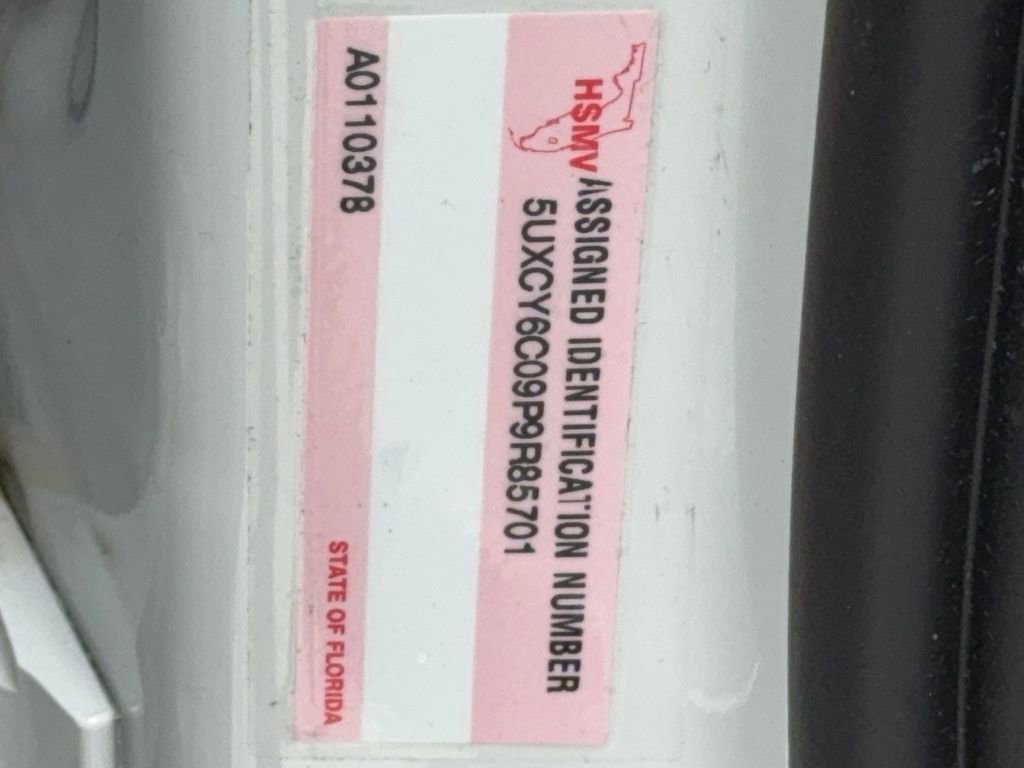 HSMV ASSIGNED IDENTIFICATION NUMBER
5UXCY6C09P9R85701
A0110378
STATE OF FLORIDA